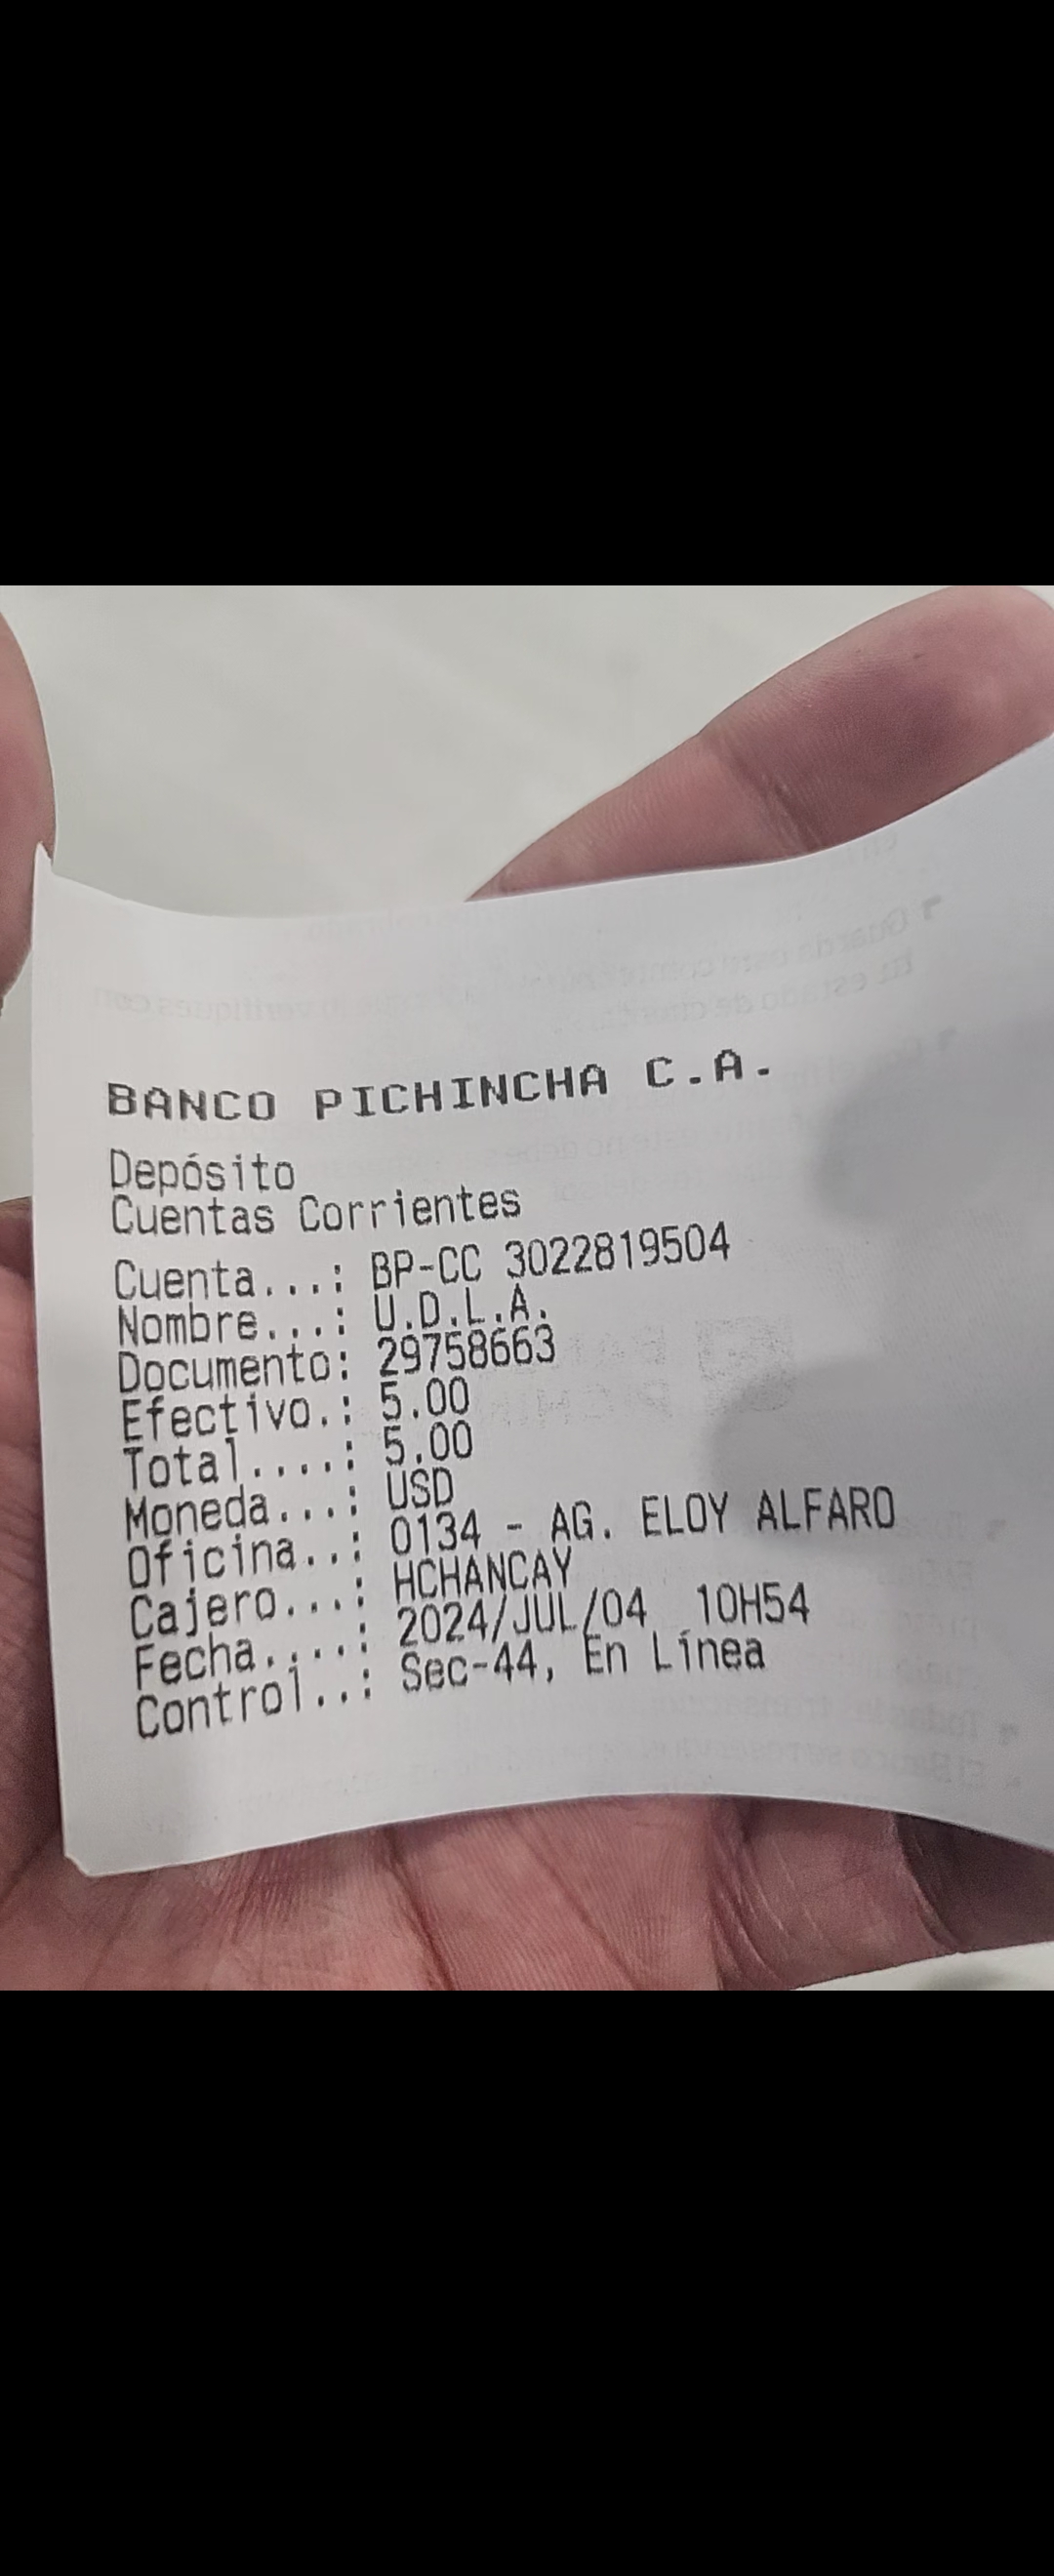 BANCO PICHINCHA C.A.
Depósito
Cuentas Corrientes
Cuenta...: BP-CC 3022819504
Nombre...: U.D.L.A.
Documento: 29758663
Efectivo.: 5.00
Total....: 5.00
Moneda...: USD
Oficina..: 0134 - AG. ELOY ALFARO
Cajero...: HCHANCAY
Fecha....: 2024/JUL/04 10H54
Control..: Sec-44, En Línea